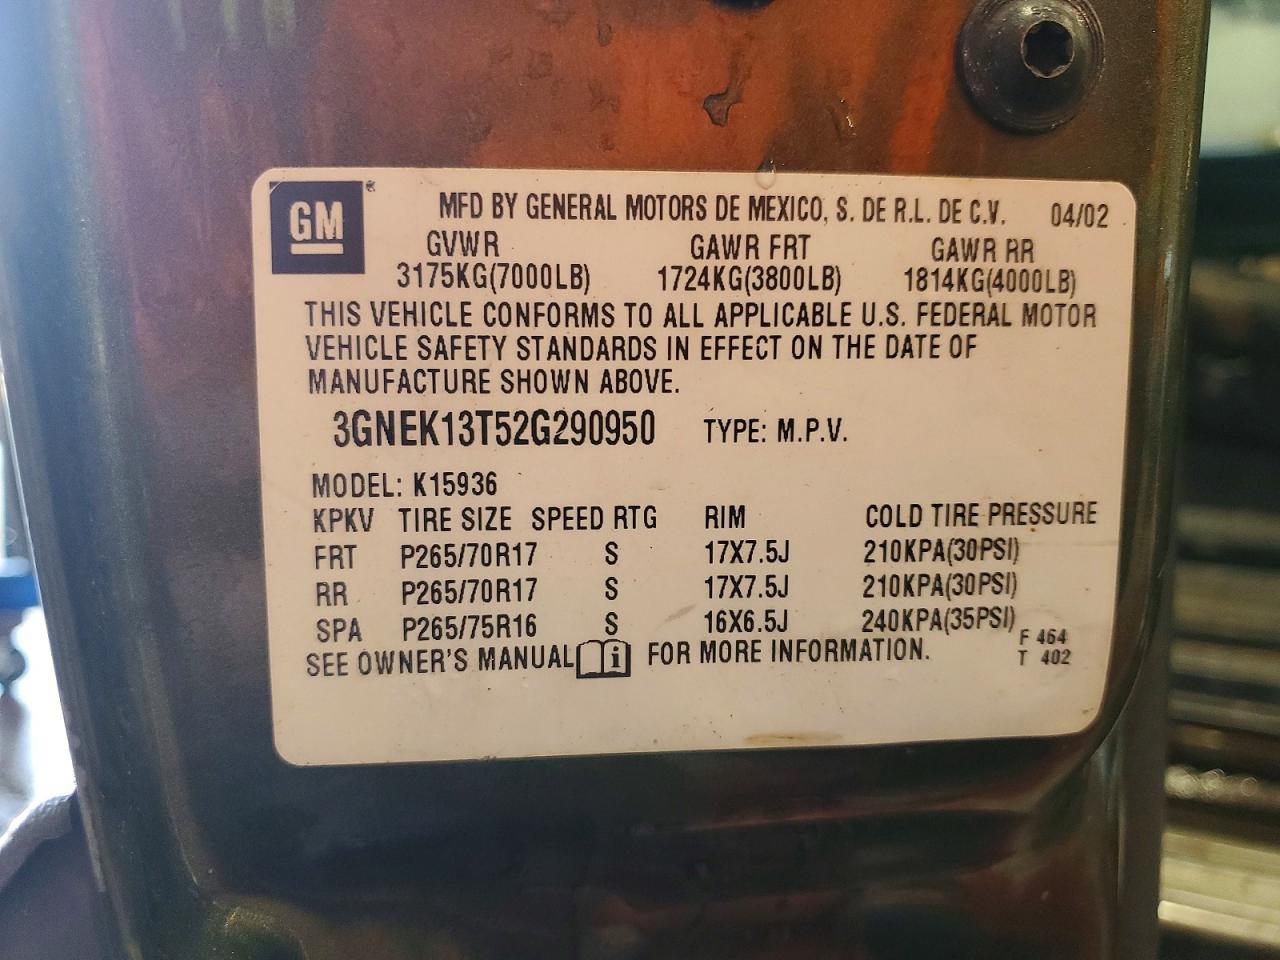 GM MFD BY GENERAL MOTORS DE MEXICO, S. DE R.L. DE C.V. 04/02
GVWR GAWR FRT GAWR RR
3175KG(7000LB) 1724KG(3800LB) 1814KG(4000LB)
THIS VEHICLE CONFORMS TO ALL APPLICABLE U.S. FEDERAL MOTOR
VEHICLE SAFETY STANDARDS IN EFFECT ON THE DATE OF
MANUFACTURE SHOWN ABOVE.
3GNEK13T52G290950 TYPE: M.P.V.
MODEL: K15936
KPKV TIRE SIZE SPEED RTG RIM COLD TIRE PRESSURE
FRT P265/70R17 S 17X7.5J 210KPA(30PSI)
RR P265/70R17 S 17X7.5J 210KPA(30PSI)
SPA P265/75R16 S 16X6.5J 240KPA(35PSI)
SEE OWNER'S MANUAL i FOR MORE INFORMATION.
F 464
T 402